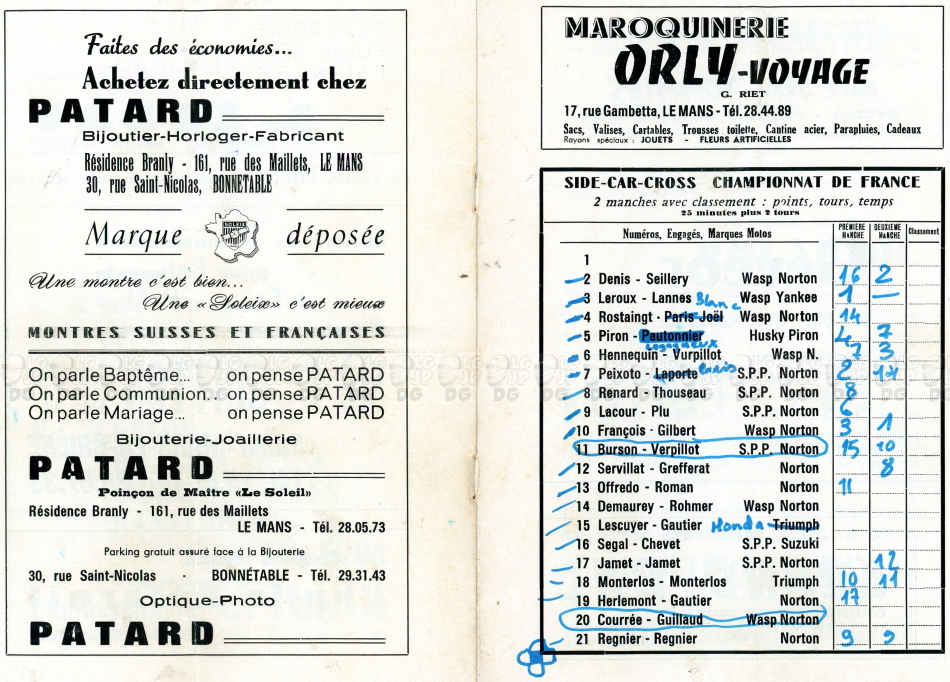 Faites des économies...
Achetez directement chez
PATARD
Bijoutier-Horloger-Fabricant
Résidence Branly - 161, rue des Maillets, LE MANS
30, rue Saint-Nicolas, BONNETABLE
Marque déposée
SOLEIX
Une montre c'est bien...
Une «Soleix» c'est mieux
MONTRES SUISSES ET FRANÇAISES
On parle Baptême... on pense PATARD
On parle Communion... on pense PATARD
On parle Mariage... on pense PATARD
Bijouterie-Joaillerie
PATARD
Poinçon de Maître «Le Soleil»
Résidence Branly - 161, rue des Maillets
LE MANS - Tél. 28.05.73
Parking gratuit assuré face à la Bijouterie
30, rue Saint-Nicolas - BONNÉTABLE - Tél. 29.31.43
Optique-Photo
PATARD
MAROQUINERIE
ORLY-VOYAGE
G. RIET
17, rue Gambetta, LE MANS - Tél. 28.44.89
Sacs, Valises, Cartables, Trousses toilette, Cantine acier, Parapluies, Cadeaux
Rayons spéciaux : JOUETS - FLEURS ARTIFICIELLES
SIDE-CAR-CROSS CHAMPIONNAT DE FRANCE
2 manches avec classement : points, tours, temps
25 minutes plus 2 tours
Numéros, Engagés, Marques Motos PREMIERE MANCHE DEUXIÈME MANCHE Classement
1
2 Denis - Seillery Wasp Norton 16 2
3 Leroux - Lannes Blanc Wasp Yankee 1 —
4 Rostaingt - Paris Joël Wasp Norton 14
5 Piron - Pautonnier Husky Piron 4 7
6 Hennequin - Vurpillot Wasp N. 7 3
7 Peixoto - Laporte S.P.P. Norton 2 14
8 Renard - Thouseau S.P.P. Norton 8
9 Lacour - Plu S.P.P. Norton 6
10 François - Gilbert Wasp Norton 3 1
11 Burson - Verpillot S.P.P. Norton 15 10
12 Servillat - Grefferat Norton 8
13 Offredo - Roman Norton 11
14 Demaurey - Rohmer Wasp Norton
15 Lescuyer - Gautier Honda Triumph
16 Segal - Chevet S.P.P. Suzuki
17 Jamet - Jamet S.P.P. Norton 12
18 Monterlos - Monterlos Triumph 10 11
19 Herlemont - Gautier Norton 17
20 Courrée - Guillaud Wasp Norton
21 Regnier - Regnier Norton 9 9